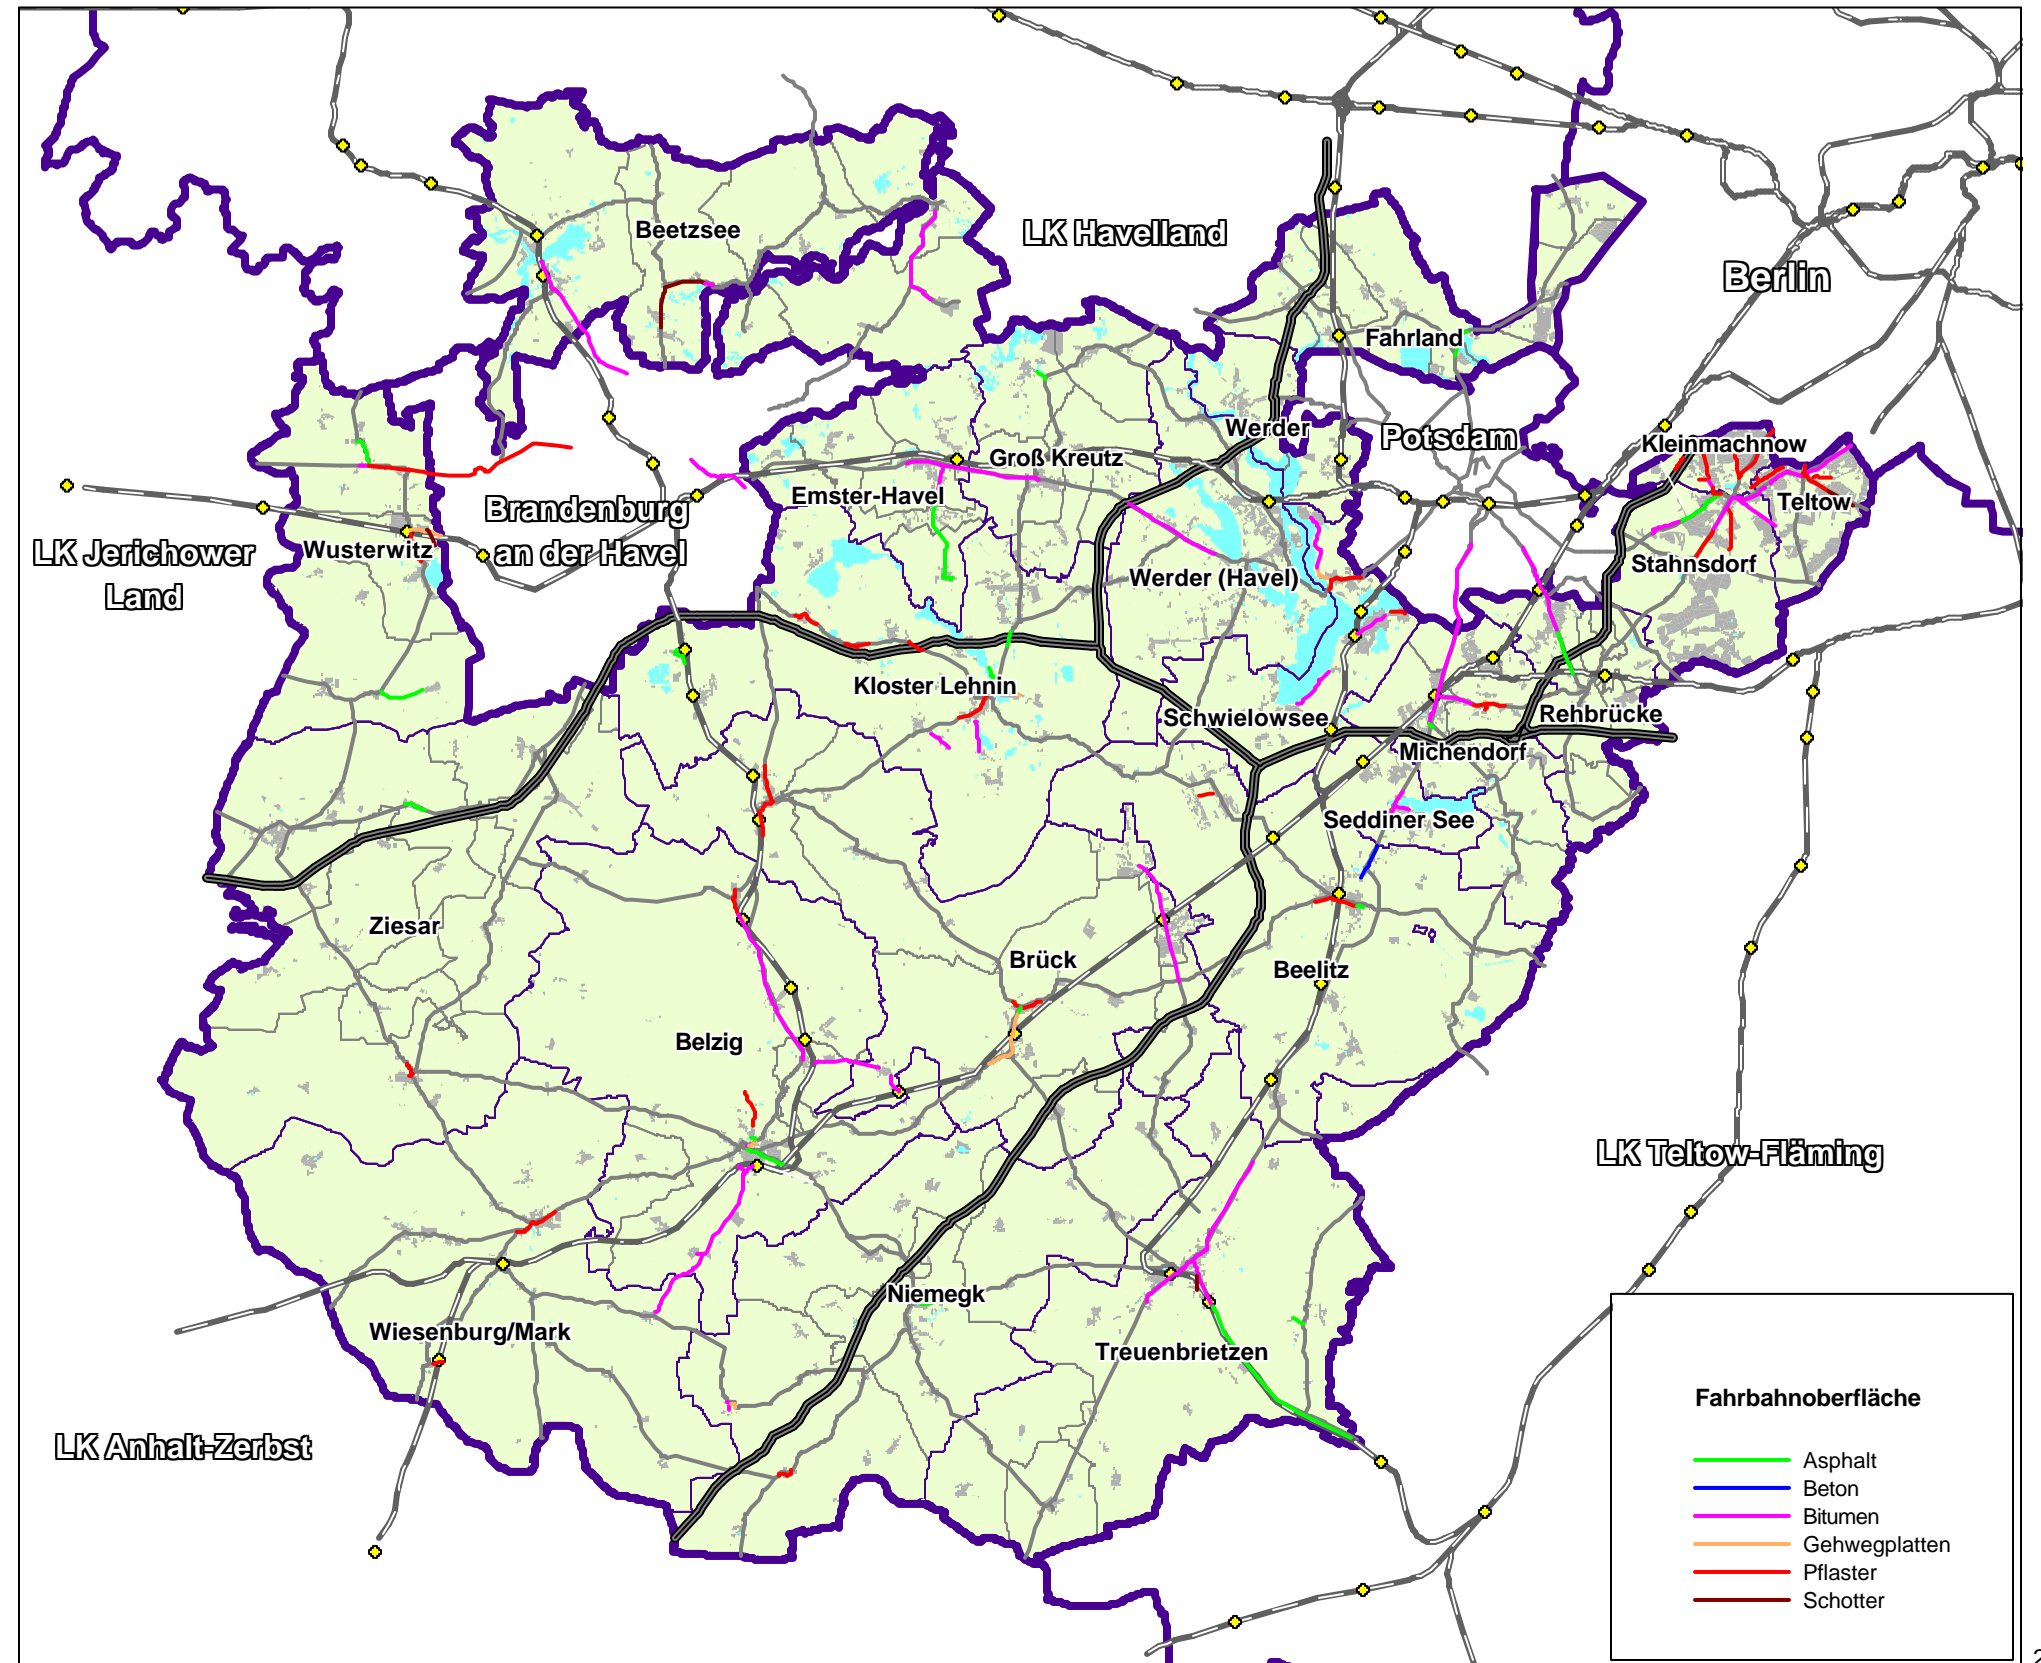 Beetzsee
LK Havelland
Berlin
Fahrland
Werder
Potsdam
Kleinmachnow
Groß Kreutz
Emster-Havel
Teltow
Brandenburg
an der Havel
LK Jerichower
Land
Wusterwitz
Stahnsdorf
Werder (Havel)
Kloster Lehnin
Schwielowsee
Rehbrücke
Michendorf
Seddiner See
Ziesar
Brück
Beelitz
Belzig
LK Teltow-Fläming
Niemegk
Wiesenburg/Mark
Treuenbrietzen
LK Anhalt-Zerbst
Fahrbahnoberfläche
Asphalt
Beton
Bitumen
Gehwegplatten
Pflaster
Schotter